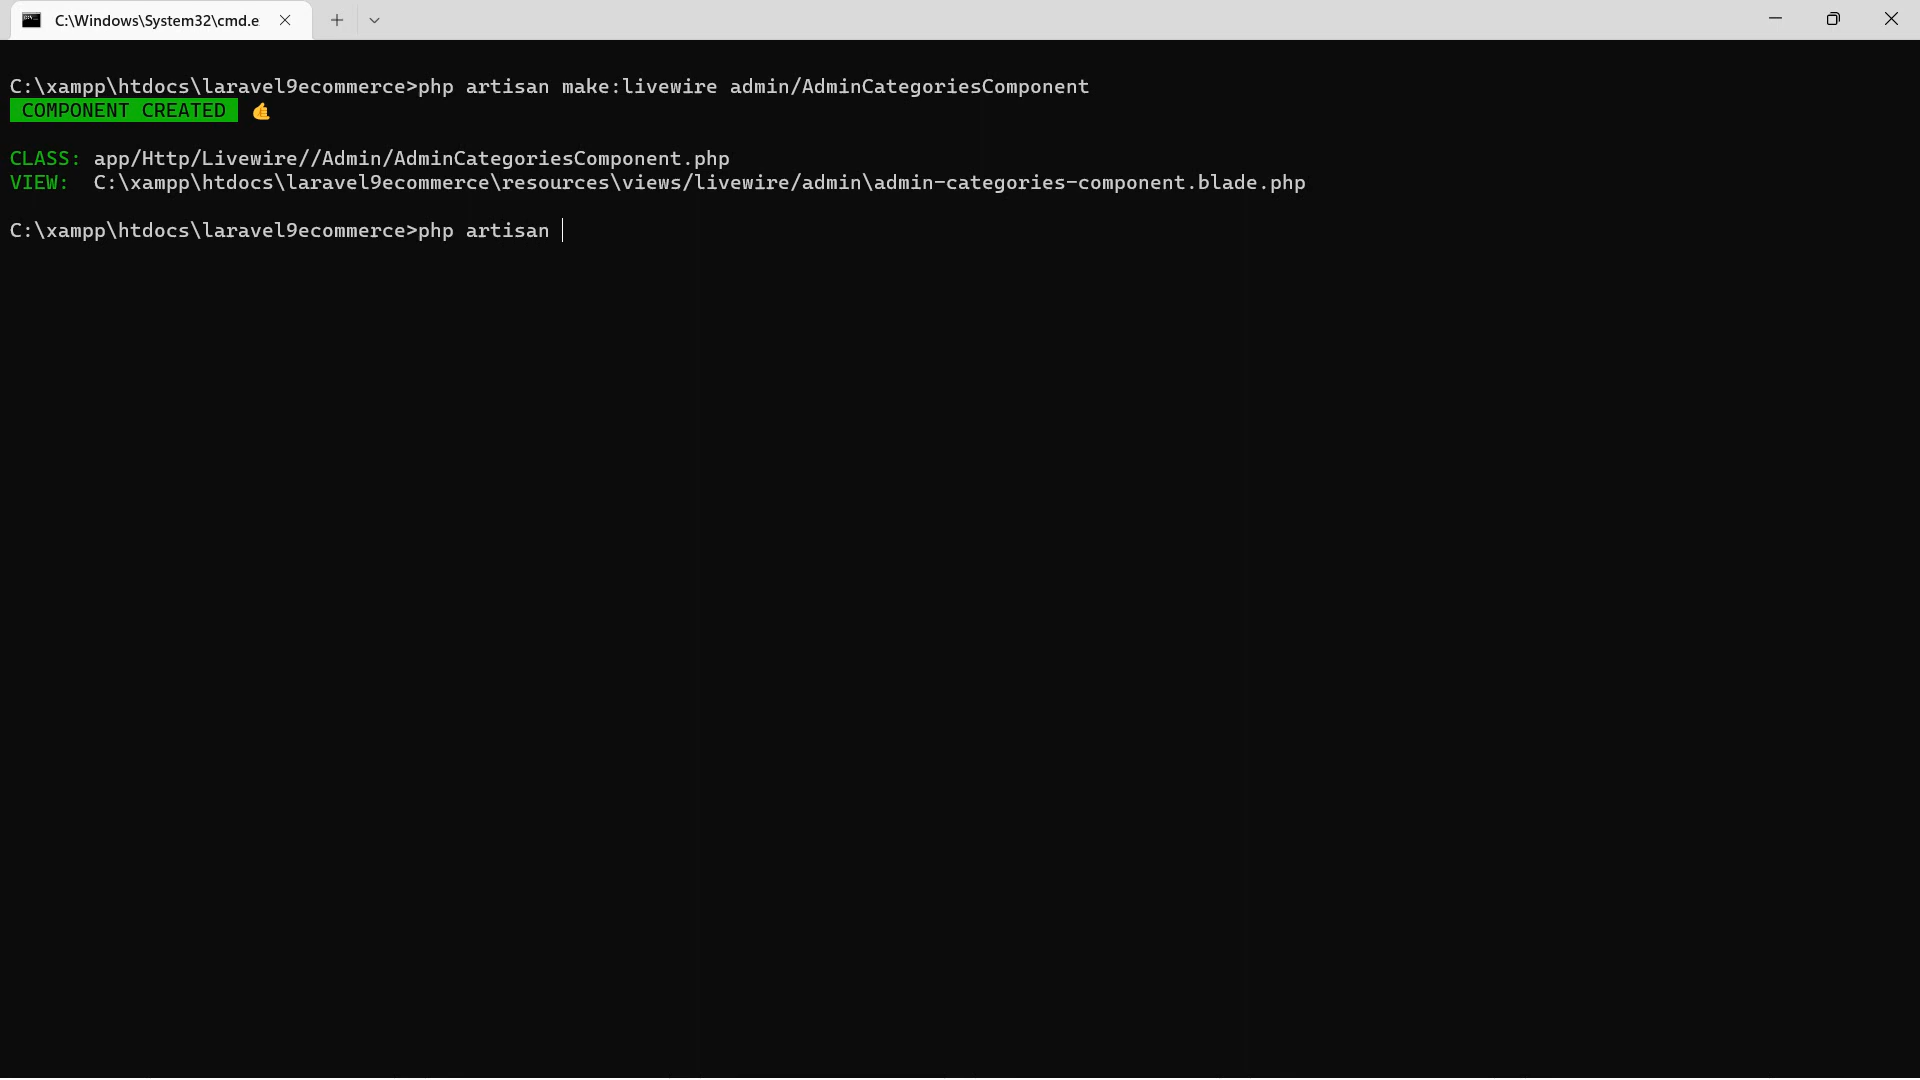 C:\Windows\System32\cmd.e
C:\xampp\htdocs\laravel9ecommerce>php artisan make:livewire admin/AdminCategoriesComponent
COMPONENT CREATED 👍
CLASS: app/Http/Livewire//Admin/AdminCategoriesComponent.php
VIEW:  C:\xampp\htdocs\laravel9ecommerce\resources\views/livewire/admin\admin-categories-component.blade.php
C:\xampp\htdocs\laravel9ecommerce>php artisan